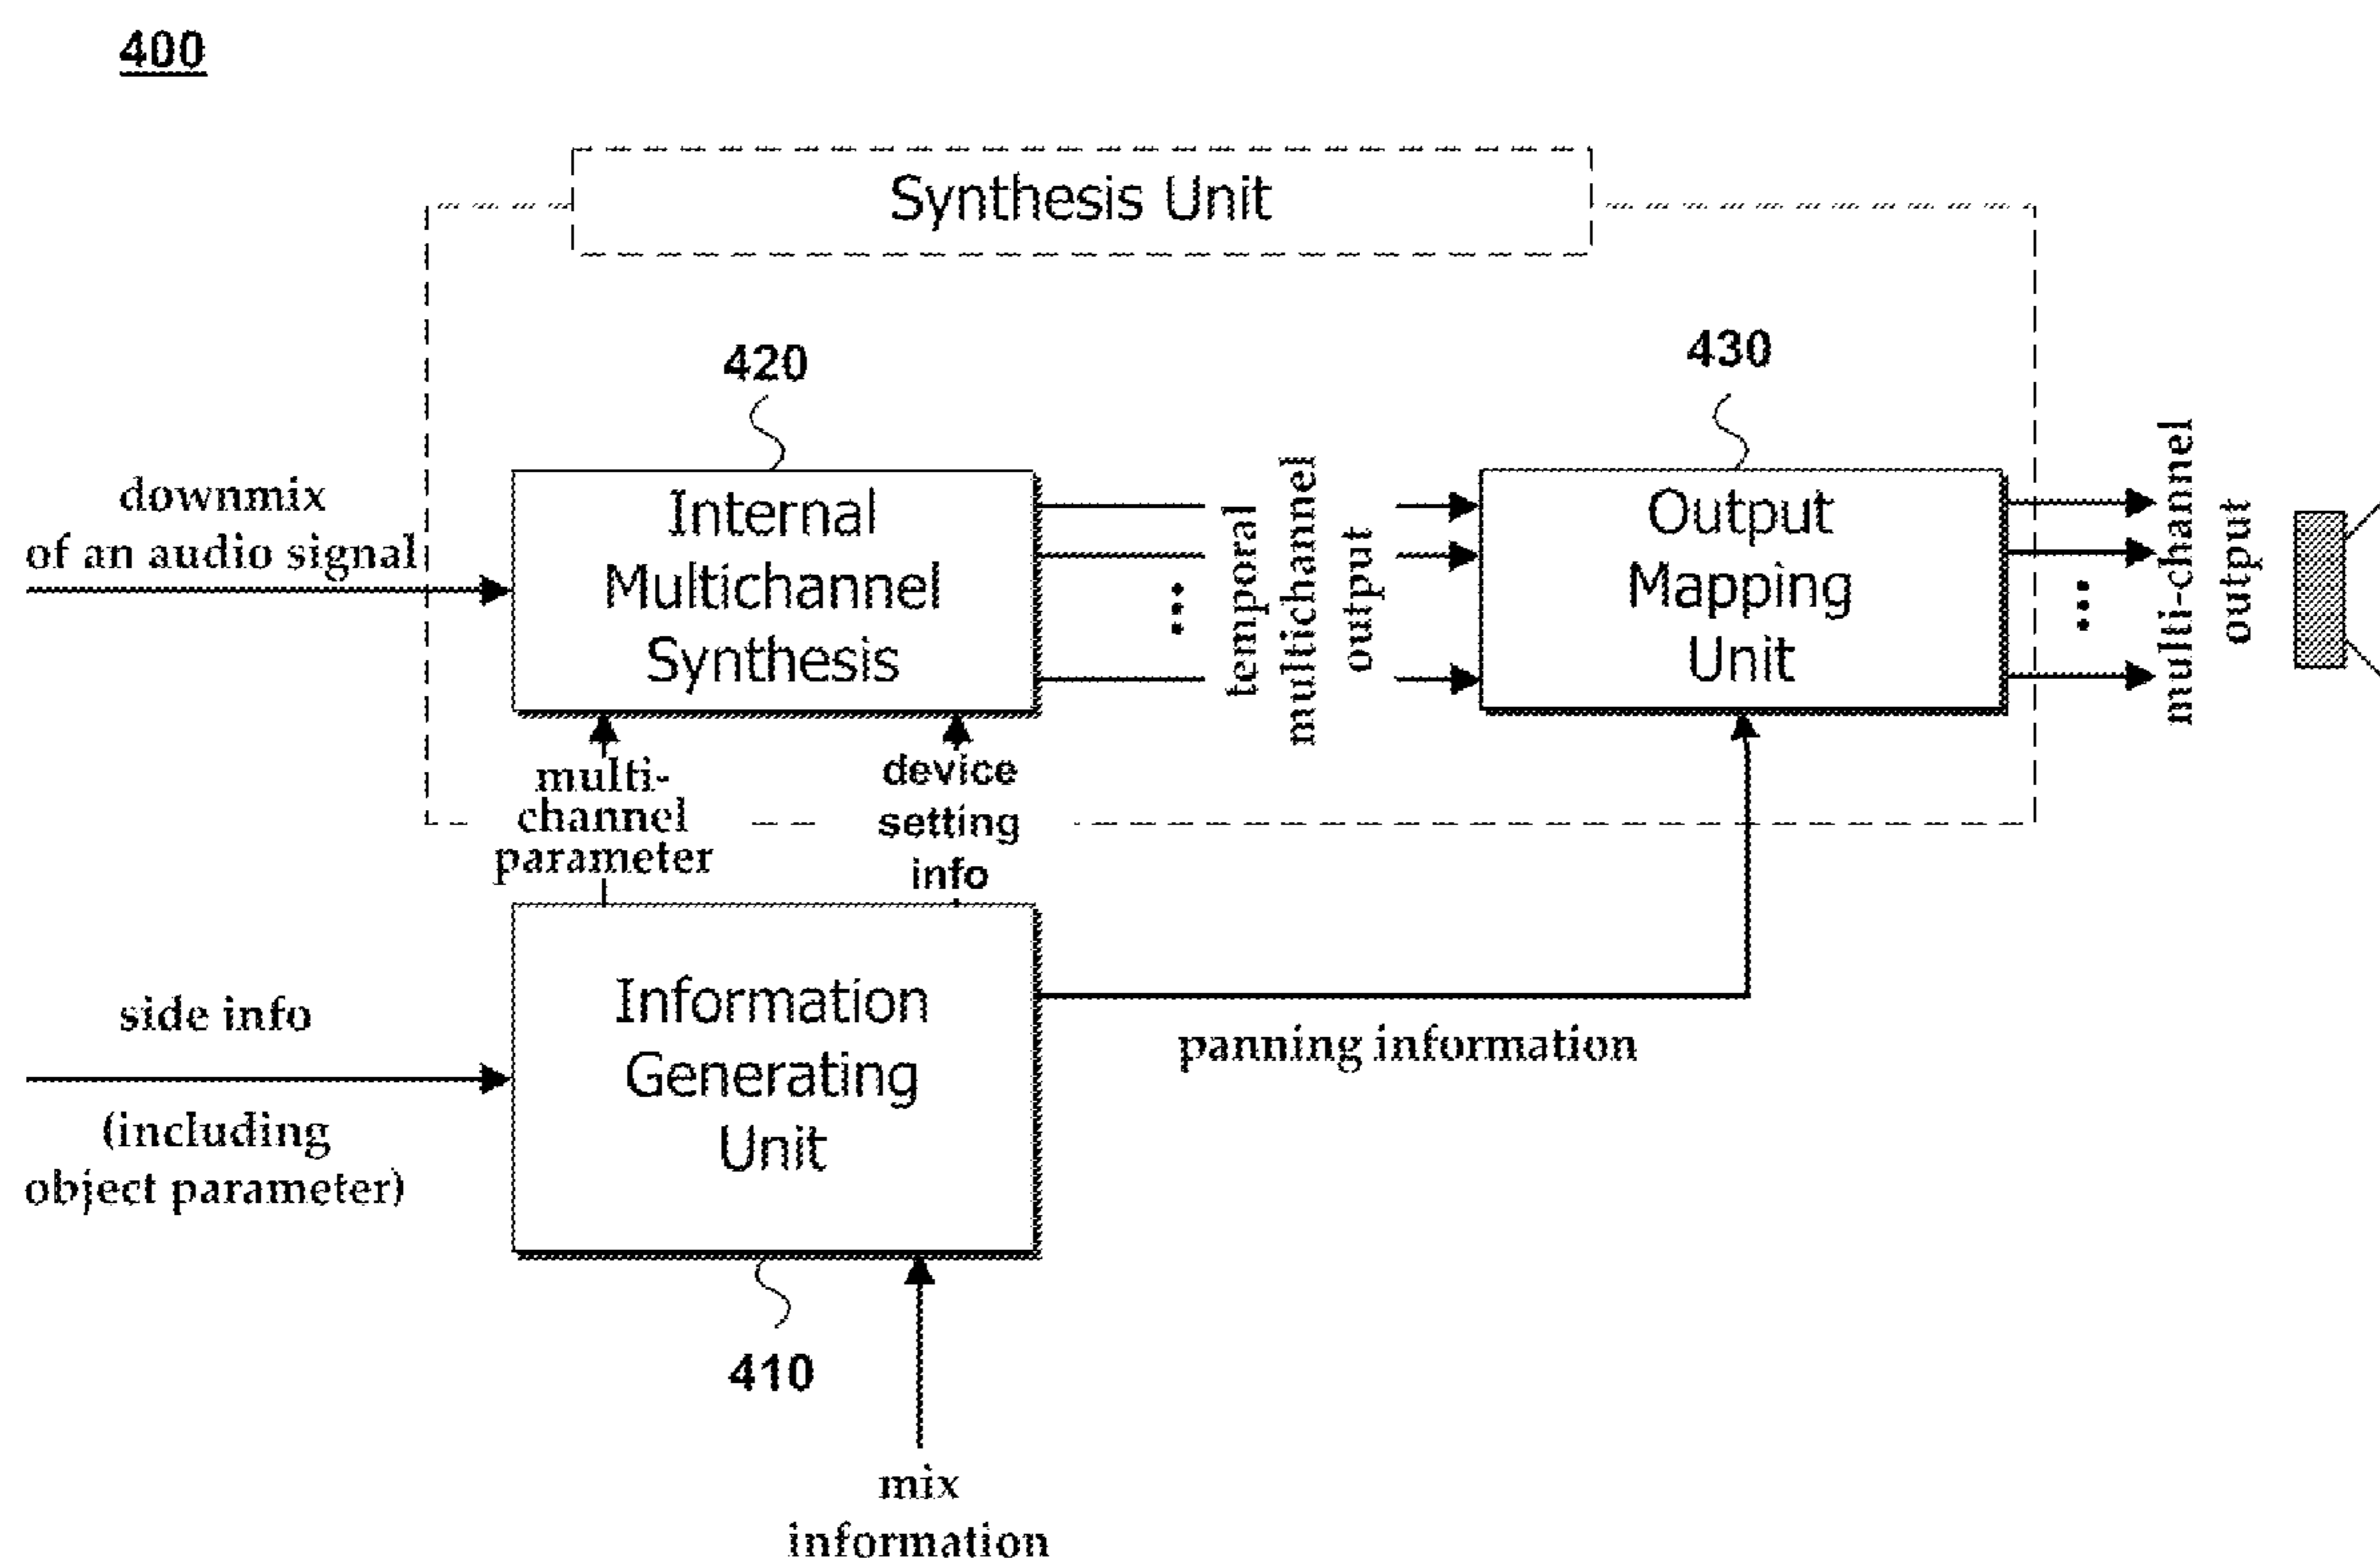 400
Synthesis Unit
420
430
downmix
of an audio signal
Internal
Multichannel
Synthesis
temporal
multichannel
output
Output
Mapping
Unit
multi-channel
output
multi-
channel
parameter
device
setting
info
side info
(including
object parameter)
Information
Generating
Unit
panning information
410
mix
information